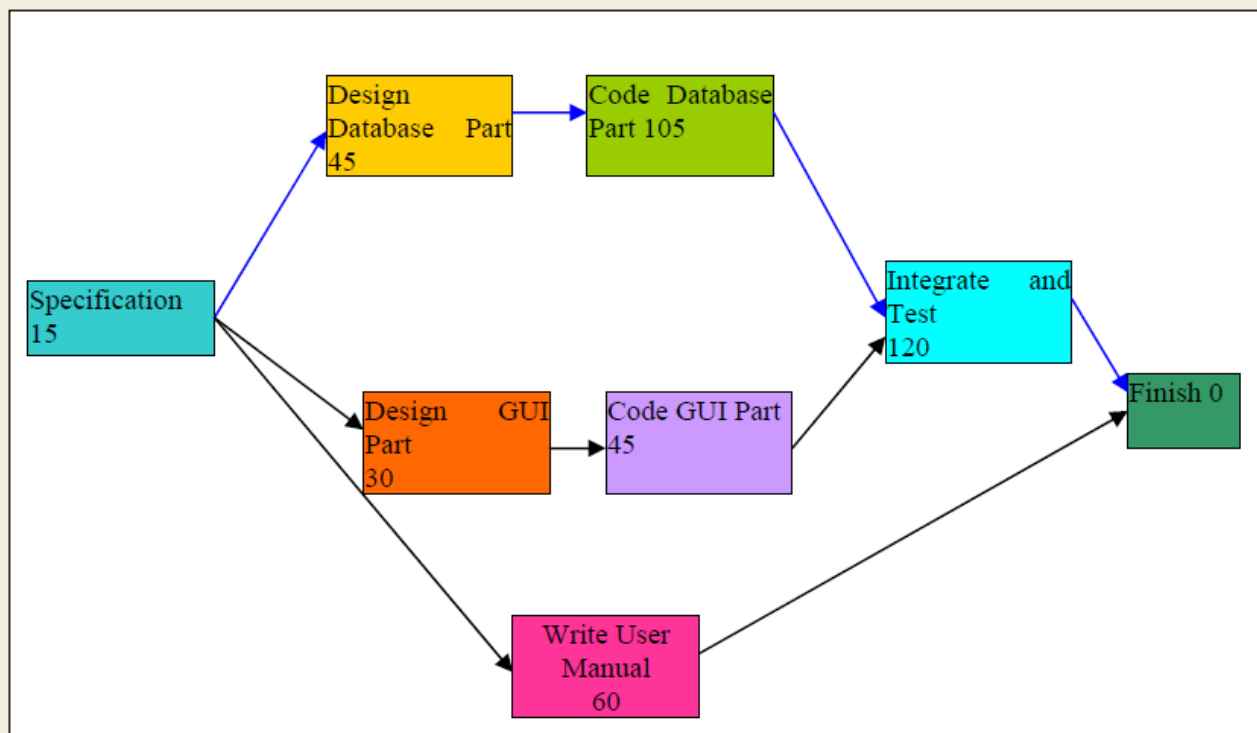 Design
Database Part
45
Code Database
Part 105
Specification
15
Integrate and
Test
120
Finish 0
Design GUI
Part
30
Code GUI Part
45
Write User
Manual
60